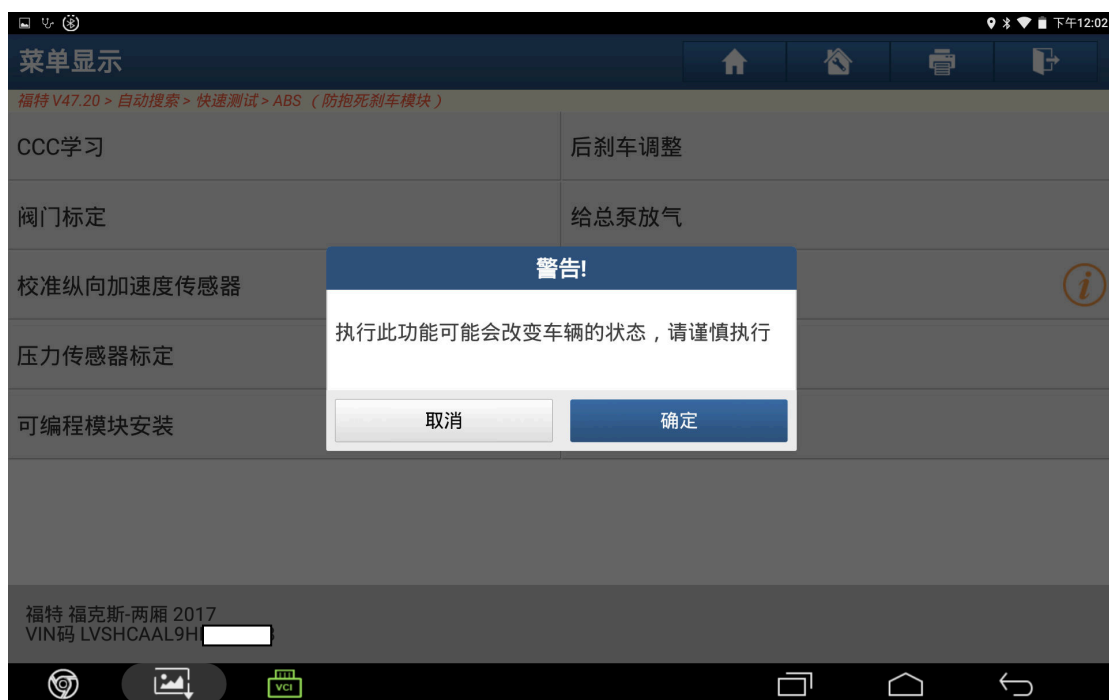 下午12:02
菜单显示
福特 V47.20 > 自动搜索 > 快速测试 > ABS （防抱死刹车模块）
CCC学习
后刹车调整
阀门标定
给总泵放气
警告!
校准纵向加速度传感器
i
执行此功能可能会改变车辆的状态，请谨慎执行
压力传感器标定
取消
确定
可编程模块安装
福特 福克斯-两厢 2017
VIN码 LVSHCAAL9H
VCI